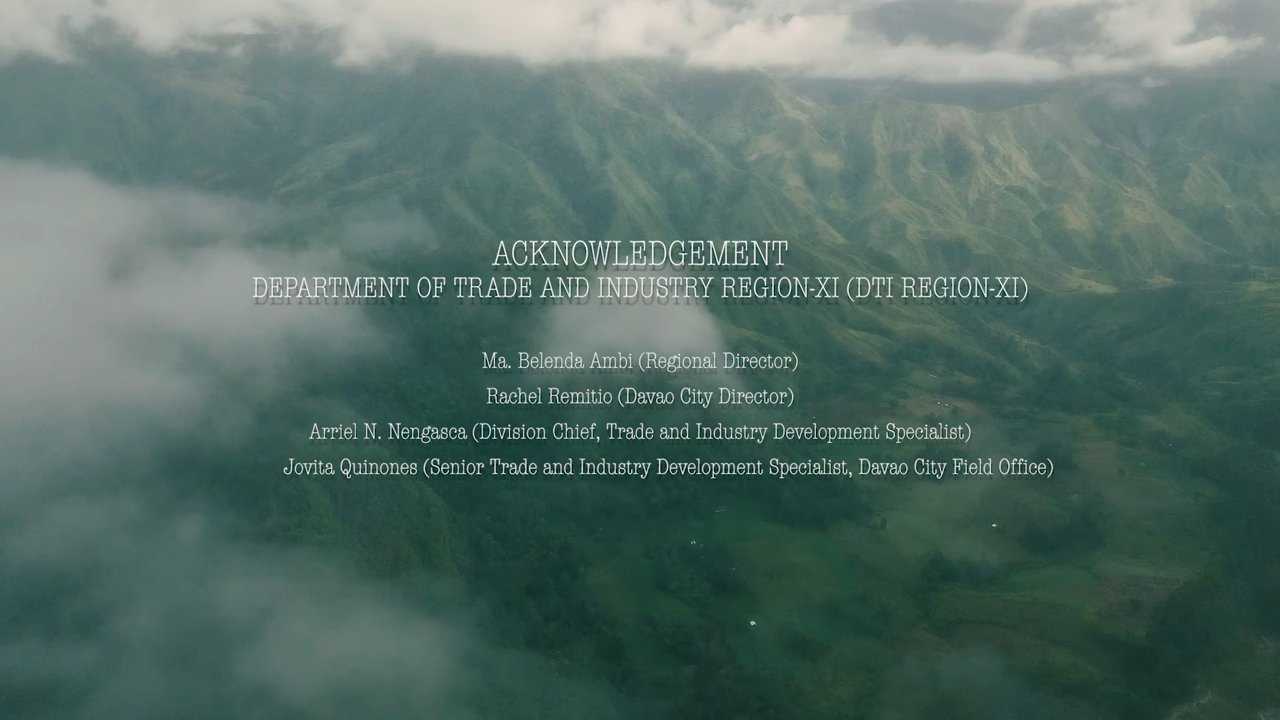 ACKNOWLEDGEMENT
DEPARTMENT OF TRADE AND INDUSTRY REGION-XI (DTI REGION-XI)
Ma. Belenda Ambi (Regional Director)
Rachel Remitio (Davao City Director)
Arriel N. Nengasca (Division Chief, Trade and Industry Development Specialist)
Jovita Quinones (Senior Trade and Industry Development Specialist, Davao City Field Office)